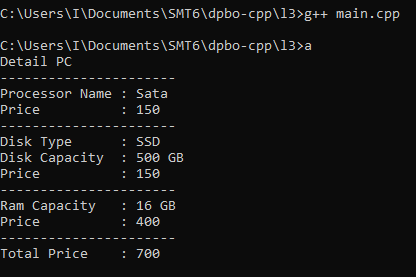 C:\Users\I\Documents\SMT6\dpbo-cpp\l3>g++ main.cpp

C:\Users\I\Documents\SMT6\dpbo-cpp\l3>a
Detail PC
----------------------
Processor Name : Sata
Price          : 150
----------------------
Disk Type      : SSD
Disk Capacity  : 500 GB
Price          : 150
----------------------
Ram Capacity   : 16 GB
Price          : 400
----------------------
Total Price    : 700